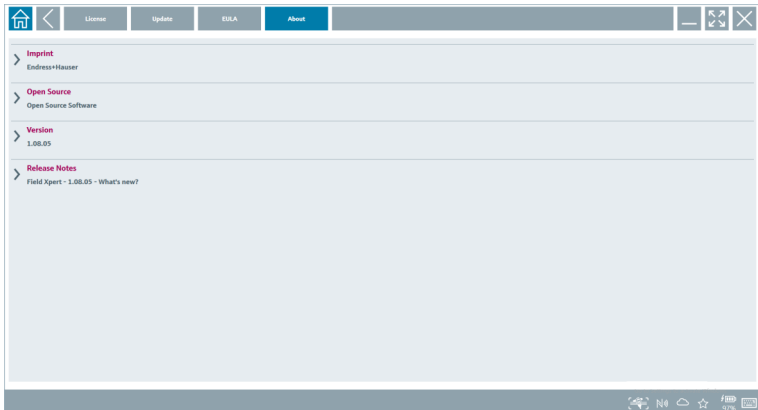 License Update EULA About
Imprint
Endress+Hauser
Open Source
Open Source Software
Version
1.08.05
Release Notes
Field Xpert - 1.08.05 - What's new?
97%